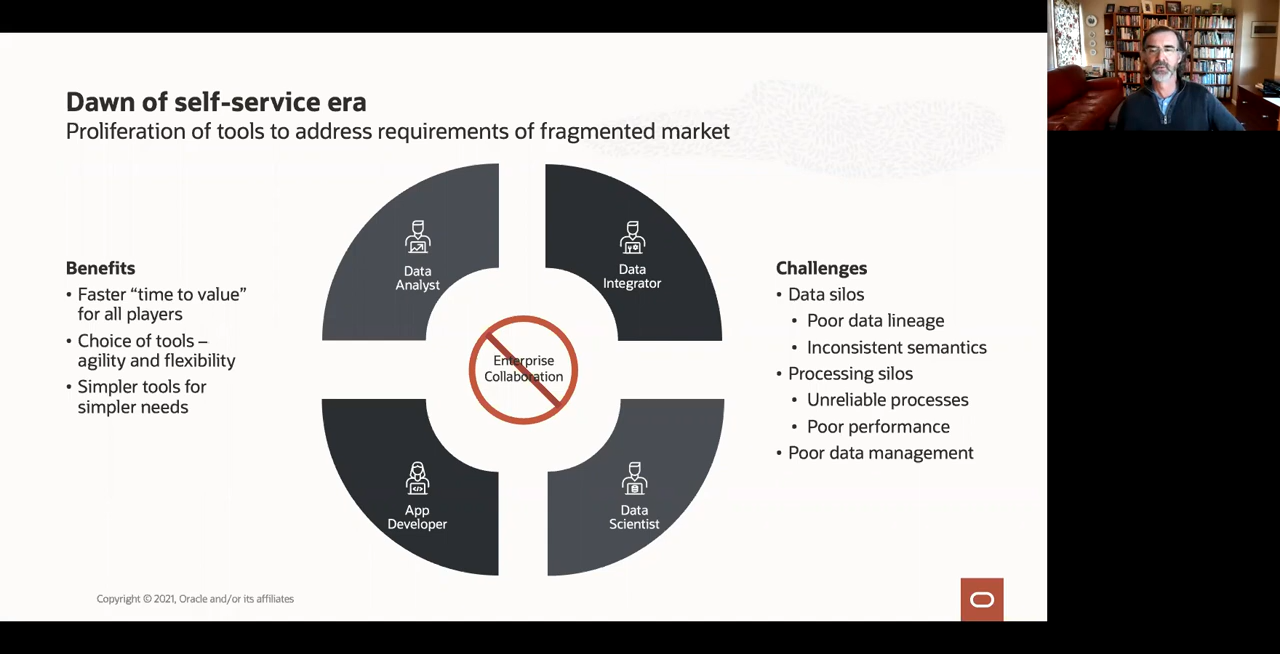 Dawn of self-service era
Proliferation of tools to address requirements of fragmented market
Benefits
• Faster “time to value”
for all players
• Choice of tools –
agility and flexibility
• Simpler tools for
simpler needs
Data
Analyst
Data
Integrator
Enterprise
Collaboration
App
Developer
Data
Scientist
Challenges
• Data silos
• Poor data lineage
• Inconsistent semantics
• Processing silos
• Unreliable processes
• Poor performance
• Poor data management
Copyright © 2021, Oracle and/or its affiliates